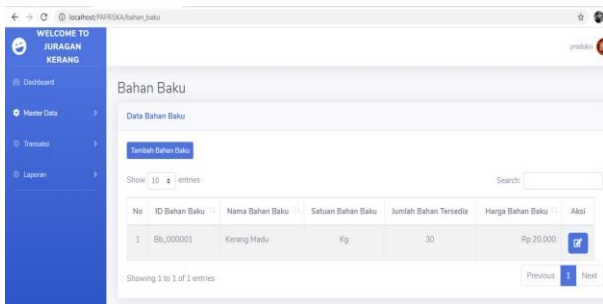 localhost/PAFRISKA/bahan_baku
WELCOME TO
JURAGAN
KERANG
produksi
Dashboard
Bahan Baku
Master Data
Data Bahan Baku
Transaksi
Tambah Bahan Baku
Laporan
Show 10 entries
Search:
No ID Bahan Baku Nama Bahan Baku Satuan Bahan Baku Jumlah Bahan Tersedia Harga Bahan Baku Aksi
1 Bb_000001 Kerang Madu Kg 30 Rp 20,000
Showing 1 to 1 of 1 entries
Previous 1 Next